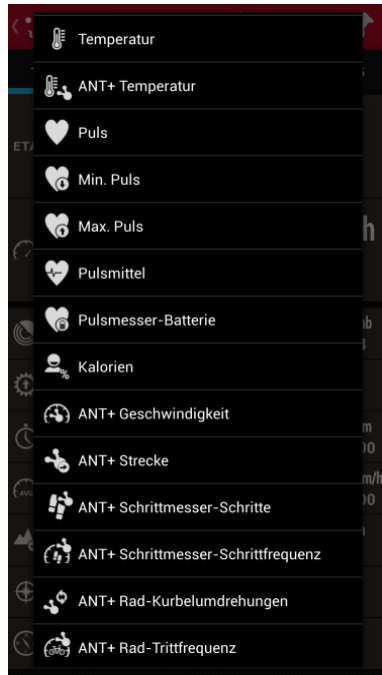 Temperatur
ANT+ Temperatur
Puls
Min. Puls
Max. Puls
Pulsmittel
Pulsmesser-Batterie
Kalorien
ANT+ Geschwindigkeit
ANT+ Strecke
ANT+ Schrittmesser-Schritte
ANT+ Schrittmesser-Schrittfrequenz
ANT+ Rad-Kurbelumdrehungen
ANT+ Rad-Trittfrequenz